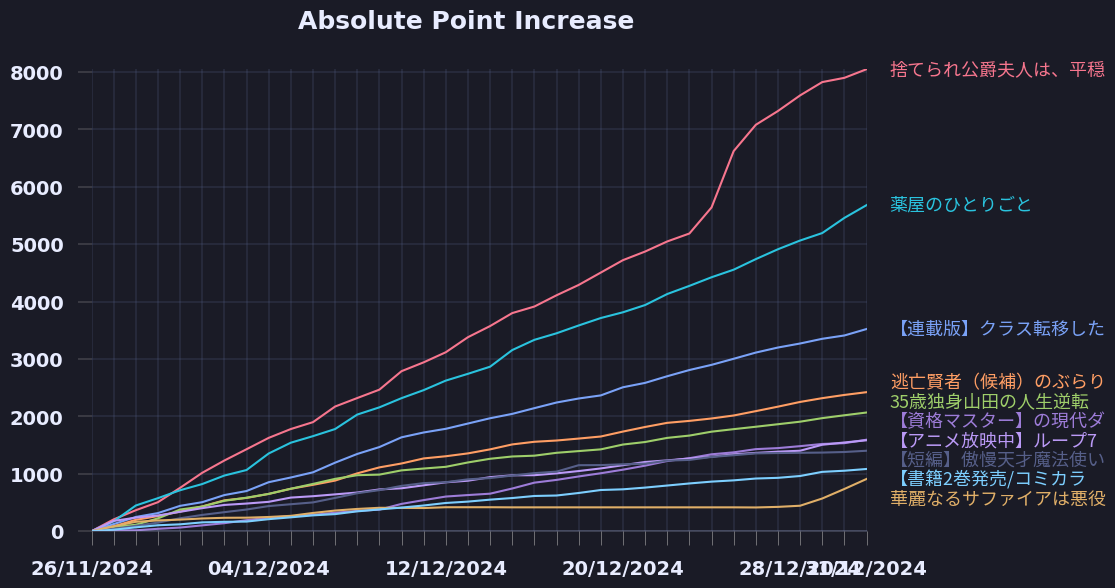 Absolute Point Increase
8000
7000
6000
5000
4000
3000
2000
1000
0
捨てられ公爵夫人は、平穏
薬屋のひとりごと
【連載版】クラス転移した
逃亡賢者（候補）のぶらり
35歳独身山田の人生逆転
【資格マスター】の現代ダ
【アニメ放映中】ループ7
【短編】傲慢天才魔法使い
【書籍2巻発売/コミカラ
華麗なるサファイアは悪役
26/11/2024
04/12/2024
12/12/2024
20/12/2024
28/12/2024
31/12/2024